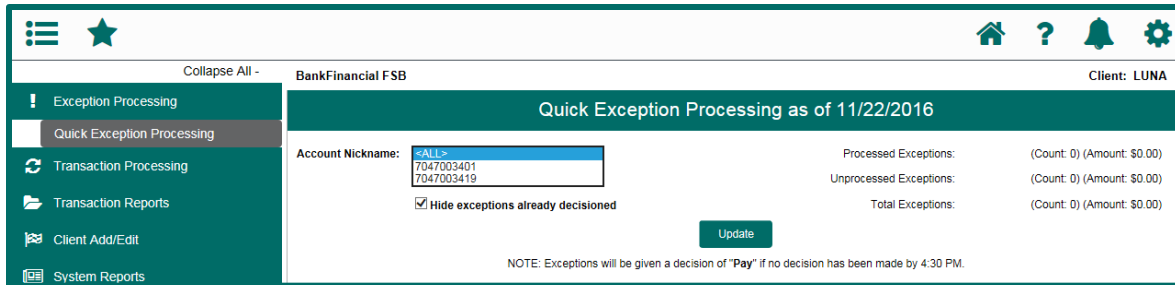 Collapse All -
BankFinancial FSB
Client: LUNA
! Exception Processing
Quick Exception Processing as of 11/22/2016
Quick Exception Processing
Account Nickname:
<ALL>
7047003401
7047003419
Processed Exceptions: (Count: 0) (Amount: $0.00)
Transaction Processing
Unprocessed Exceptions: (Count: 0) (Amount: $0.00)
Transaction Reports
Hide exceptions already decisioned
Total Exceptions: (Count: 0) (Amount: $0.00)
Client Add/Edit
Update
NOTE: Exceptions will be given a decision of "Pay" if no decision has been made by 4:30 PM.
System Reports